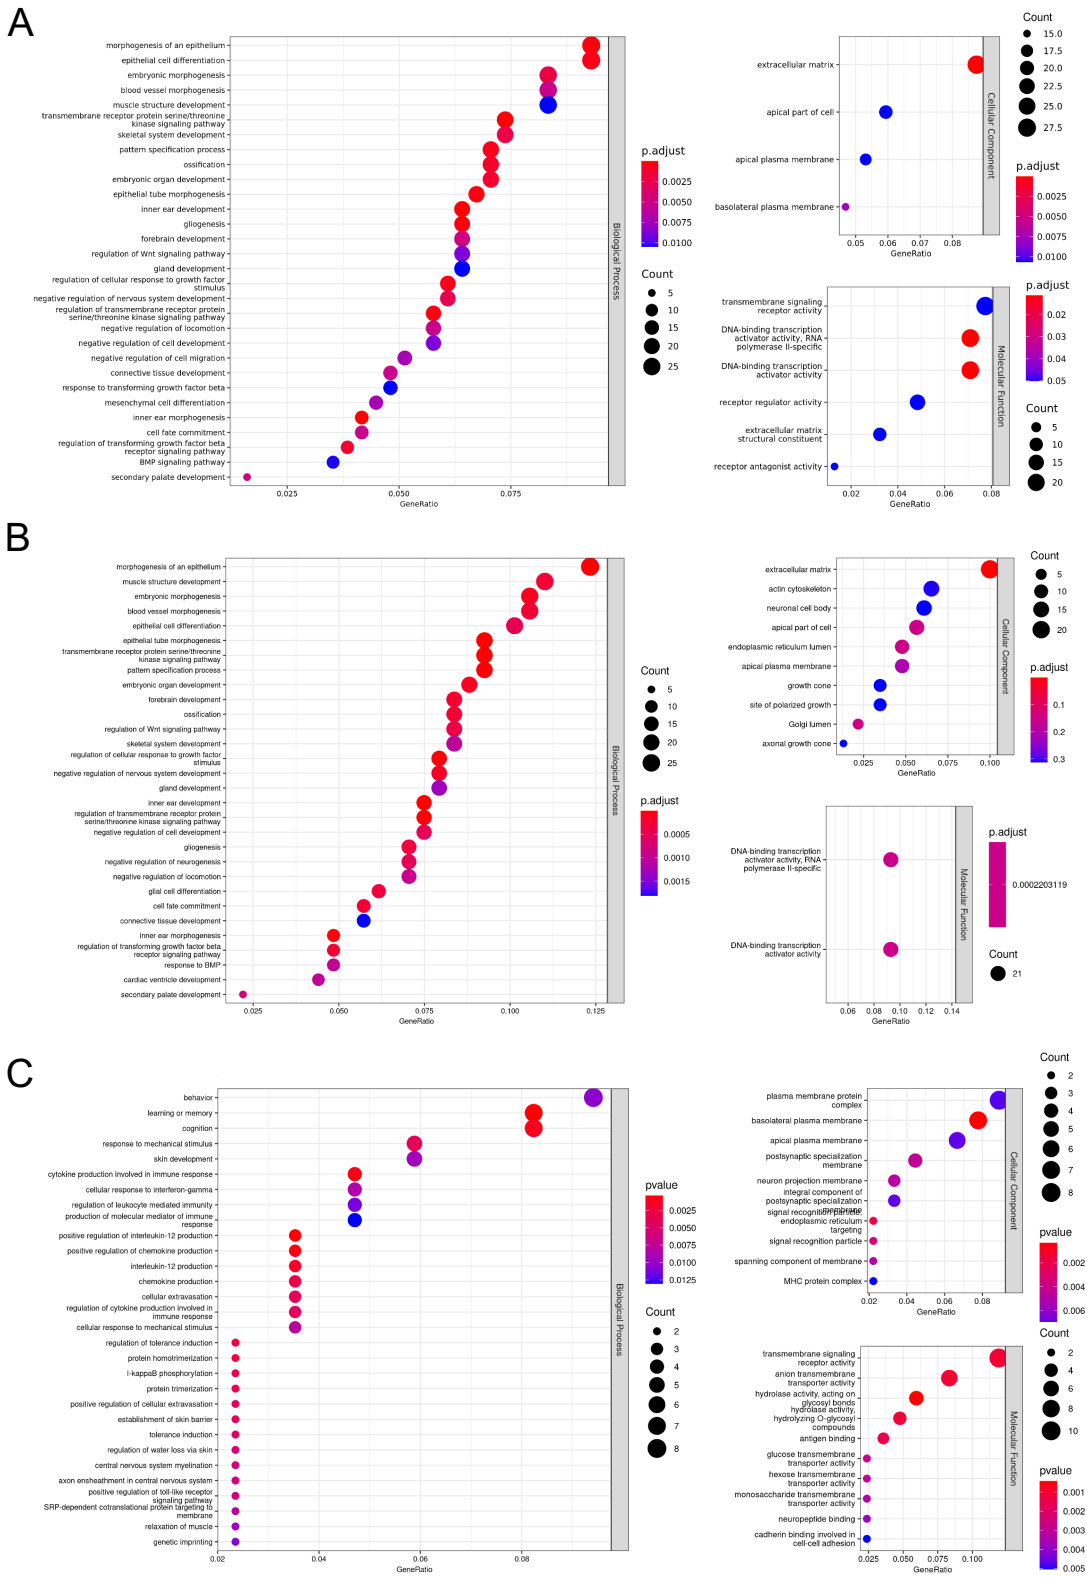 A
morphogenesis of an epithelium
epithelial cell differentiation
embryonic morphogenesis
blood vessel morphogenesis
muscle structure development
transmembrane receptor protein serine/threonine
kinase signaling pathway
skeletal system development
pattern specification process
ossification
embryonic organ development
epithelial tube morphogenesis
inner ear development
gliogenesis
forebrain development
regulation of Wnt signaling pathway
gland development
regulation of cellular response to growth factor
stimulus
negative regulation of nervous system development
regulation of transmembrane receptor protein
serine/threonine kinase signaling pathway
negative regulation of locomotion
negative regulation of cell development
negative regulation of cell migration
connective tissue development
response to transforming growth factor beta
mesenchymal cell differentiation
inner ear morphogenesis
cell fate commitment
regulation of transforming growth factor beta
receptor signaling pathway
BMP signaling pathway
secondary palate development
0.025 0.050 0.075
GeneRatio
Biological Process
p.adjust
0.0025
0.0050
0.0075
0.0100
Count
5
10
15
20
25
extracellular matrix
apical part of cell
apical plasma membrane
basolateral plasma membrane
0.05 0.06 0.07 0.08
GeneRatio
Cellular Component
Count
15.0
17.5
20.0
22.5
25.0
27.5
p.adjust
0.0025
0.0050
0.0075
0.0100
transmembrane signaling
receptor activity
DNA-binding transcription
activator activity, RNA
polymerase II-specific
DNA-binding transcription
activator activity
receptor regulator activity
extracellular matrix
structural constituent
receptor antagonist activity
0.02 0.04 0.06 0.08
GeneRatio
Molecular Function
p.adjust
0.02
0.03
0.04
0.05
Count
5
10
15
20
B
morphogenesis of an epithelium
muscle structure development
embryonic morphogenesis
blood vessel morphogenesis
epithelial cell differentiation
epithelial tube morphogenesis
transmembrane receptor protein serine/threonine
kinase signaling pathway
pattern specification process
embryonic organ development
forebrain development
ossification
regulation of Wnt signaling pathway
skeletal system development
regulation of cellular response to growth factor
stimulus
negative regulation of nervous system development
gland development
inner ear development
regulation of transmembrane receptor protein
serine/threonine kinase signaling pathway
negative regulation of cell development
gliogenesis
negative regulation of neurogenesis
negative regulation of locomotion
glial cell differentiation
cell fate commitment
connective tissue development
inner ear morphogenesis
regulation of transforming growth factor beta
receptor signaling pathway
response to BMP
cardiac ventricle development
secondary palate development
0.025 0.050 0.075 0.100 0.125
GeneRatio
Biological Process
Count
5
10
15
20
25
p.adjust
0.0005
0.0010
0.0015
extracellular matrix
actin cytoskeleton
neuronal cell body
apical part of cell
endoplasmic reticulum lumen
apical plasma membrane
growth cone
site of polarized growth
Golgi lumen
axonal growth cone
0.025 0.050 0.075 0.100
GeneRatio
Cellular Component
Count
5
10
15
20
p.adjust
0.1
0.2
0.3
DNA-binding transcription
activator activity, RNA
polymerase II-specific
DNA-binding transcription
activator activity
0.06 0.08 0.10 0.12 0.14
GeneRatio
Molecular Function
p.adjust
0.0002203119
Count
21
C
behavior
learning or memory
cognition
response to mechanical stimulus
skin development
cytokine production involved in immune response
cellular response to interferon-gamma
regulation of leukocyte mediated immunity
production of molecular mediator of immune
response
positive regulation of interleukin-12 production
positive regulation of chemokine production
interleukin-12 production
chemokine production
cellular extravasation
regulation of cytokine production involved in
immune response
cellular response to mechanical stimulus
regulation of tolerance induction
protein homotrimerization
I-kappaB phosphorylation
protein trimerization
positive regulation of cellular extravasation
establishment of skin barrier
tolerance induction
regulation of water loss via skin
central nervous system myelination
axon ensheathment in central nervous system
positive regulation of toll-like receptor
signaling pathway
SRP-dependent cotranslational protein targeting to
membrane
relaxation of muscle
genetic imprinting
0.02 0.04 0.06 0.08
GeneRatio
Biological Process
pvalue
0.0025
0.0050
0.0075
0.0100
0.0125
Count
2
3
4
5
6
7
8
plasma membrane protein
complex
basolateral plasma membrane
apical plasma membrane
postsynaptic specialization
membrane
neuron projection membrane
integral component of
postsynaptic specialization
membrane
signal recognition particle,
endoplasmic reticulum
targeting
signal recognition particle
spanning component of membrane
MHC protein complex
0.02 0.04 0.06 0.08
GeneRatio
Cellular Component
Count
2
3
4
5
6
7
8
pvalue
0.002
0.004
0.006
transmembrane signaling
receptor activity
anion transmembrane
transporter activity
hydrolase activity, acting on
glycosyl bonds
hydrolase activity,
hydrolyzing O-glycosyl
compounds
antigen binding
glucose transmembrane
transporter activity
hexose transmembrane
transporter activity
monosaccharide transmembrane
transporter activity
neuropeptide binding
cadherin binding involved in
cell-cell adhesion
0.025 0.050 0.075 0.100
GeneRatio
Molecular Function
Count
2
4
6
8
10
pvalue
0.001
0.002
0.003
0.004
0.005